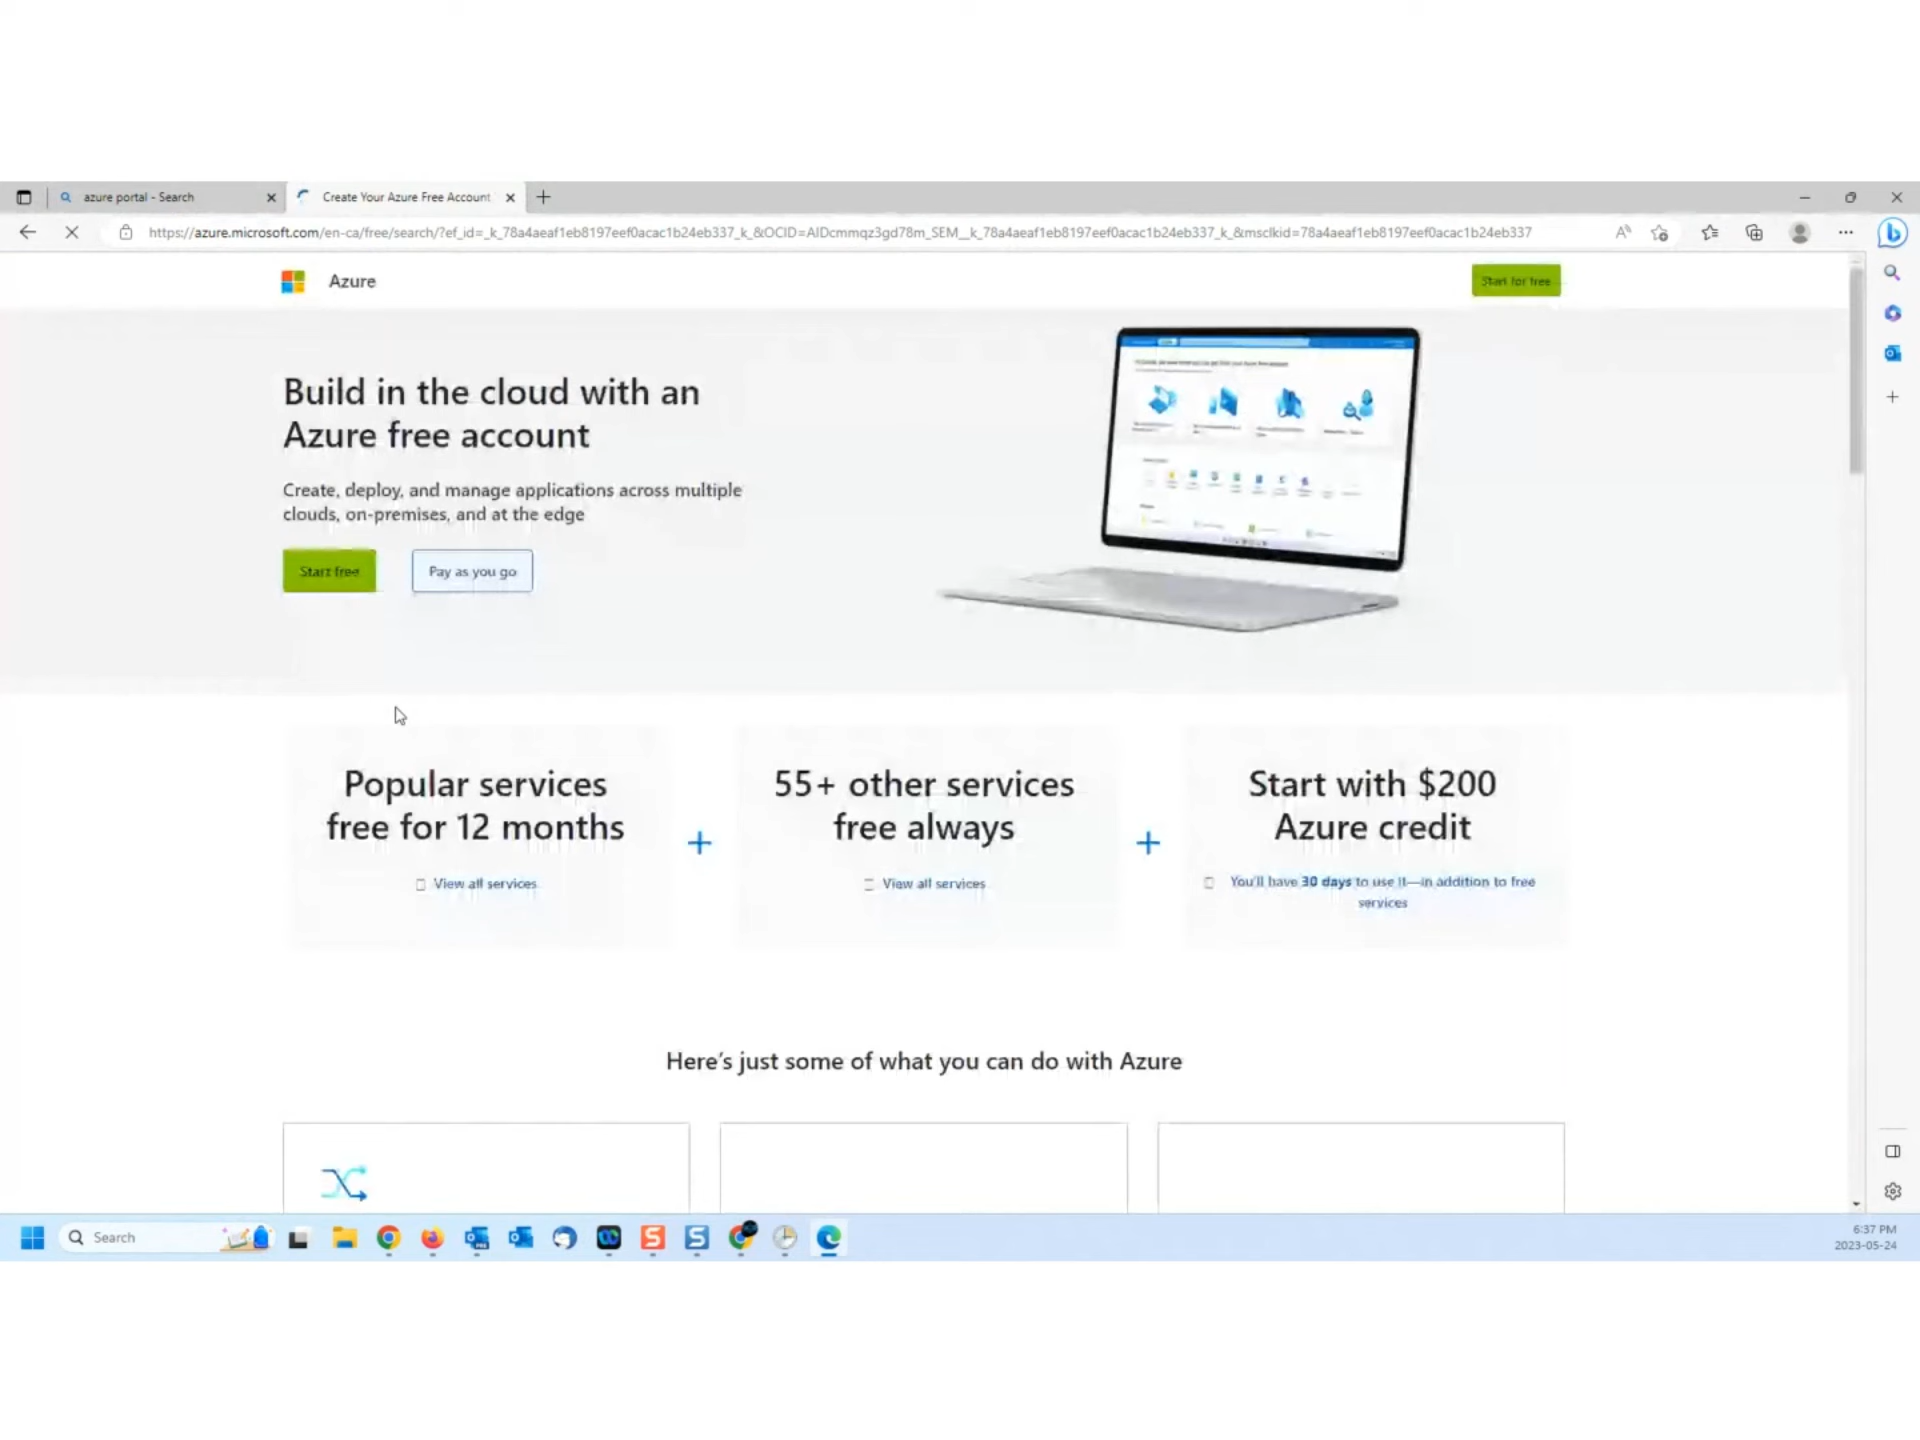 azure portal - Search
Create Your Azure Free Account
https://azure.microsoft.com/en-ca/free/search/?ef_id=_k_78a4aeaf1eb8197eef0acac1b24eb337_k_&OCID=AIDcmmqz3gd78m_SEM__k_78a4aeaf1eb8197eef0acac1b24eb337_k_&msclkid=78a4aeaf1eb8197eef0acac1b24eb337
Azure
Start for free
Build in the cloud with an
Azure free account
Create, deploy, and manage applications across multiple
clouds, on-premises, and at the edge
Start free
Pay as you go
Popular services
free for 12 months
View all services
55+ other services
free always
View all services
Start with $200
Azure credit
You'll have 30 days to use it—in addition to free
services
Here's just some of what you can do with Azure
Search
6:37 PM
2023-05-24